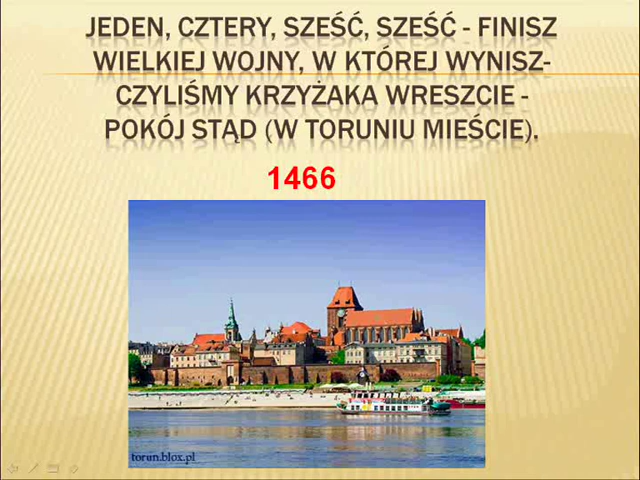 JEDEN, CZTERY, SZEŚĆ, SZEŚĆ - FINISZ
WIELKIEJ WOJNY, W KTÓREJ WYNISZ-
CZYLIŚMY KRZYŻAKA WRESZCIE -
POKÓJ STĄD (W TORUNIU MIEŚCIE).
1466
torun.blox.pl